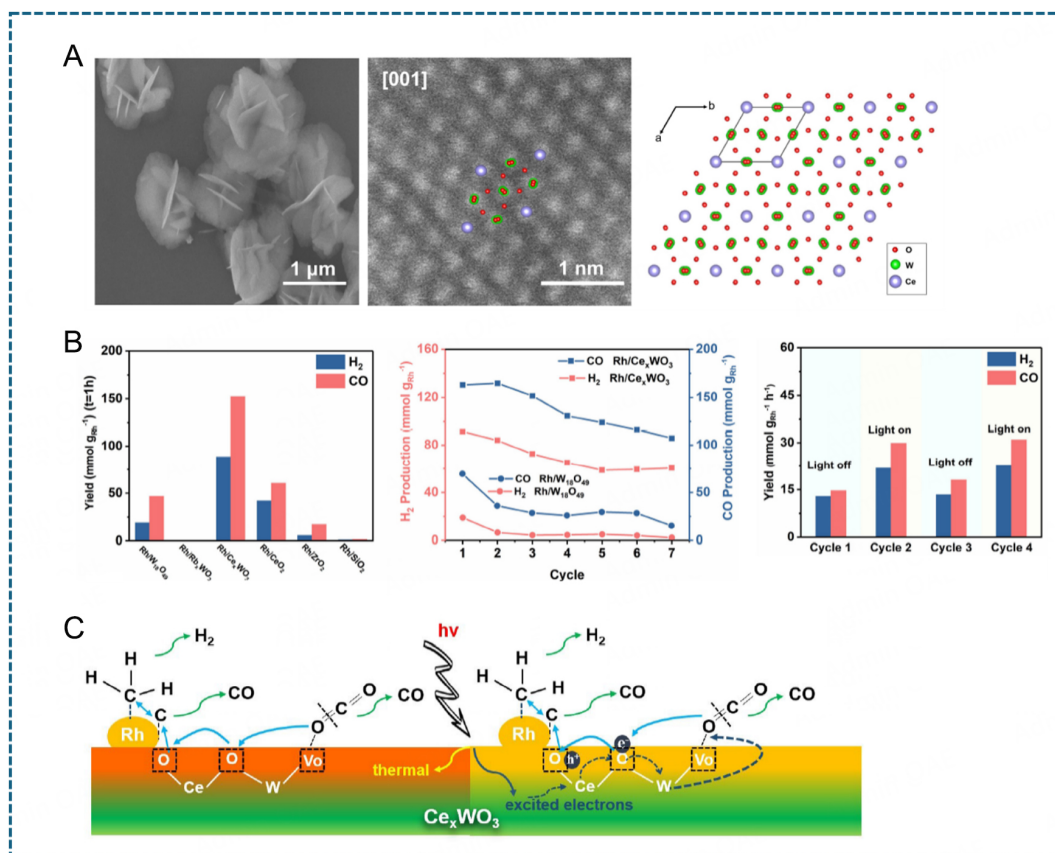 A
1 μm
[001]
1 nm
b
a
O
W
Ce
B
Yield (mmol g_Rh⁻¹) (t=1h)
200
150
100
50
0
H₂
CO
Rh/W₁₈O₄₉
Rh/RbₓWO₃
Rh/CeₓWO₃
Rh/CeO₂
Rh/ZrO₂
Rh/SiO₂
H₂ Production (mmol g_Rh⁻¹)
160
120
80
40
0
CO Rh/CeₓWO₃
H₂ Rh/CeₓWO₃
CO Rh/W₁₈O₄₉
H₂ Rh/W₁₈O₄₉
1 2 3 4 5 6 7
Cycle
200
150
100
50
0
CO Production (mmol g_Rh⁻¹)
Yield (mmol g_Rh⁻¹ h⁻¹)
60
45
30
15
0
H₂
CO
Light off
Light on
Light off
Light on
Cycle 1 Cycle 2 Cycle 3 Cycle 4
C
H₂
H
H C H
C
CO
O C O
CO
Rh
O
O
Vo
Ce
W
hv
thermal
excited electrons
H₂
H
H C H
C
CO
O C O
CO
Rh
O
h⁺
e⁻
C
Vo
Ce
W
CeₓWO₃